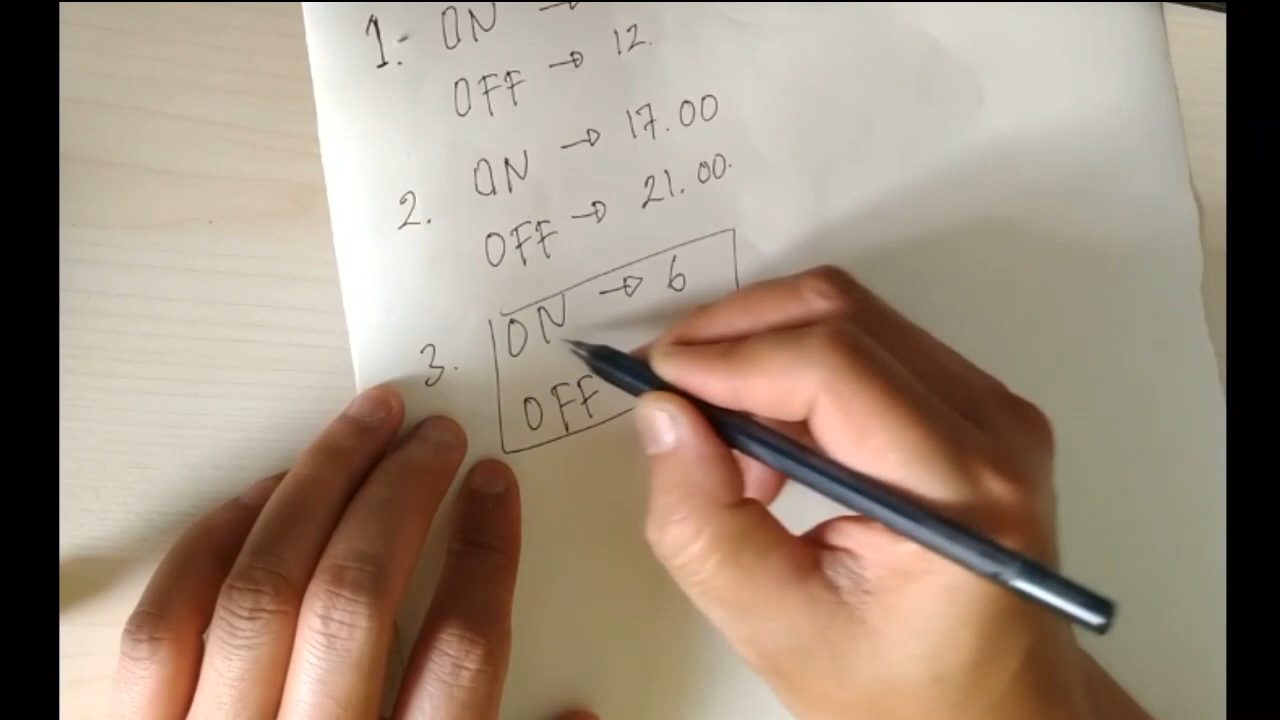 1. ON →
OFF → 12.
ON → 17.00
2.
OFF → 21.00.
ON → 6
3.
OFF